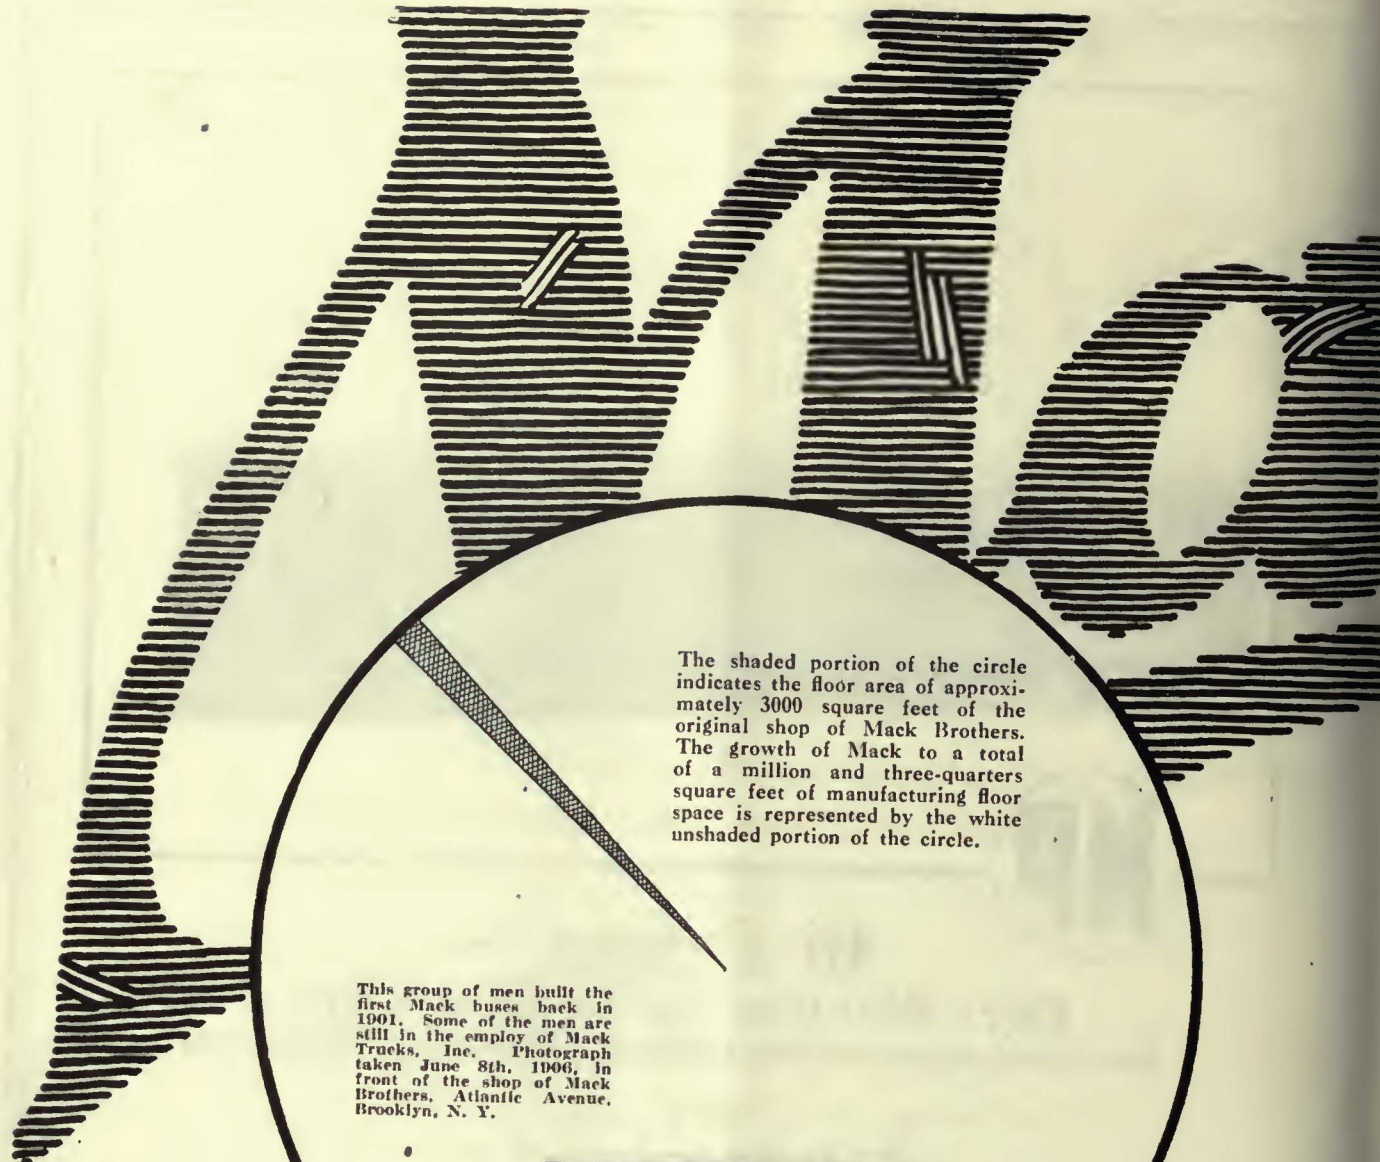 Ma
The shaded portion of the circle
indicates the floor area of approxi-
mately 3000 square feet of the
original shop of Mack Brothers.
The growth of Mack to a total
of a million and three-quarters
square feet of manufacturing floor
space is represented by the white
unshaded portion of the circle.
This group of men built the
first Mack buses back in
1901. Some of the men are
still in the employ of Mack
Trucks, Inc. Photograph
taken June 8th, 1906, in
front of the shop of Mack
Brothers, Atlantic Avenue,
Brooklyn, N. Y.